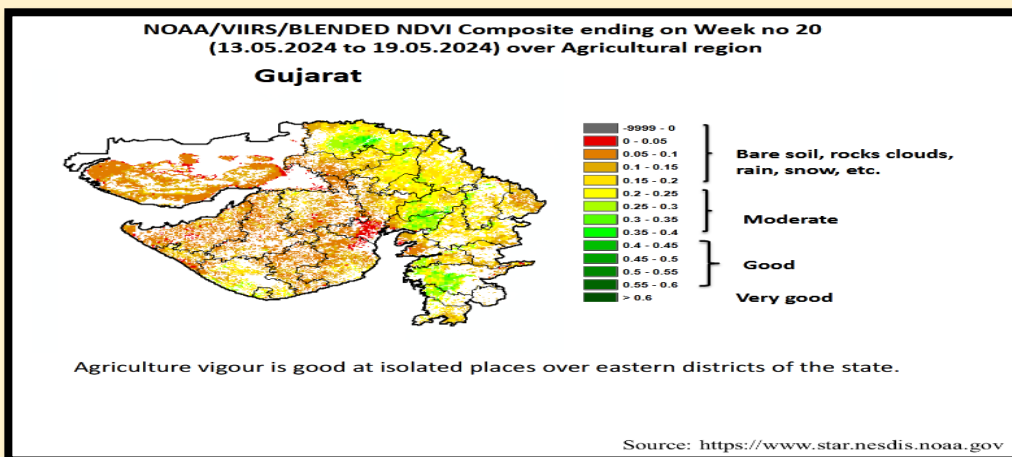 NOAA/VIIRS/BLENDED NDVI Composite ending on Week no 20
(13.05.2024 to 19.05.2024) over Agricultural region
Gujarat
-9999 - 0
0 - 0.05
0.05 - 0.1
0.1 - 0.15
0.15 - 0.2
0.2 - 0.25
0.25 - 0.3
0.3 - 0.35
0.35 - 0.4
0.4 - 0.45
0.45 - 0.5
0.5 - 0.55
0.55 - 0.6
> 0.6
Bare soil, rocks clouds,
rain, snow, etc.
Moderate
Good
Very good
Agriculture vigour is good at isolated places over eastern districts of the state.
Source: https://www.star.nesdis.noaa.gov